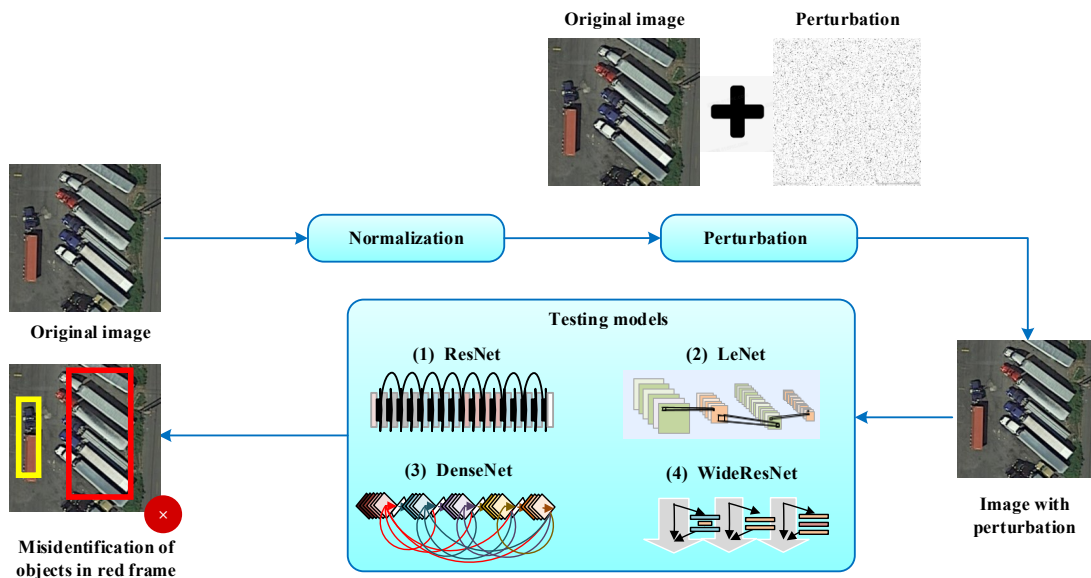 Original image
Perturbation
Normalization
Perturbation
Original image
Testing models
(1) ResNet
(2) LeNet
(3) DenseNet
(4) WideResNet
Image with
perturbation
Misidentification of
objects in red frame